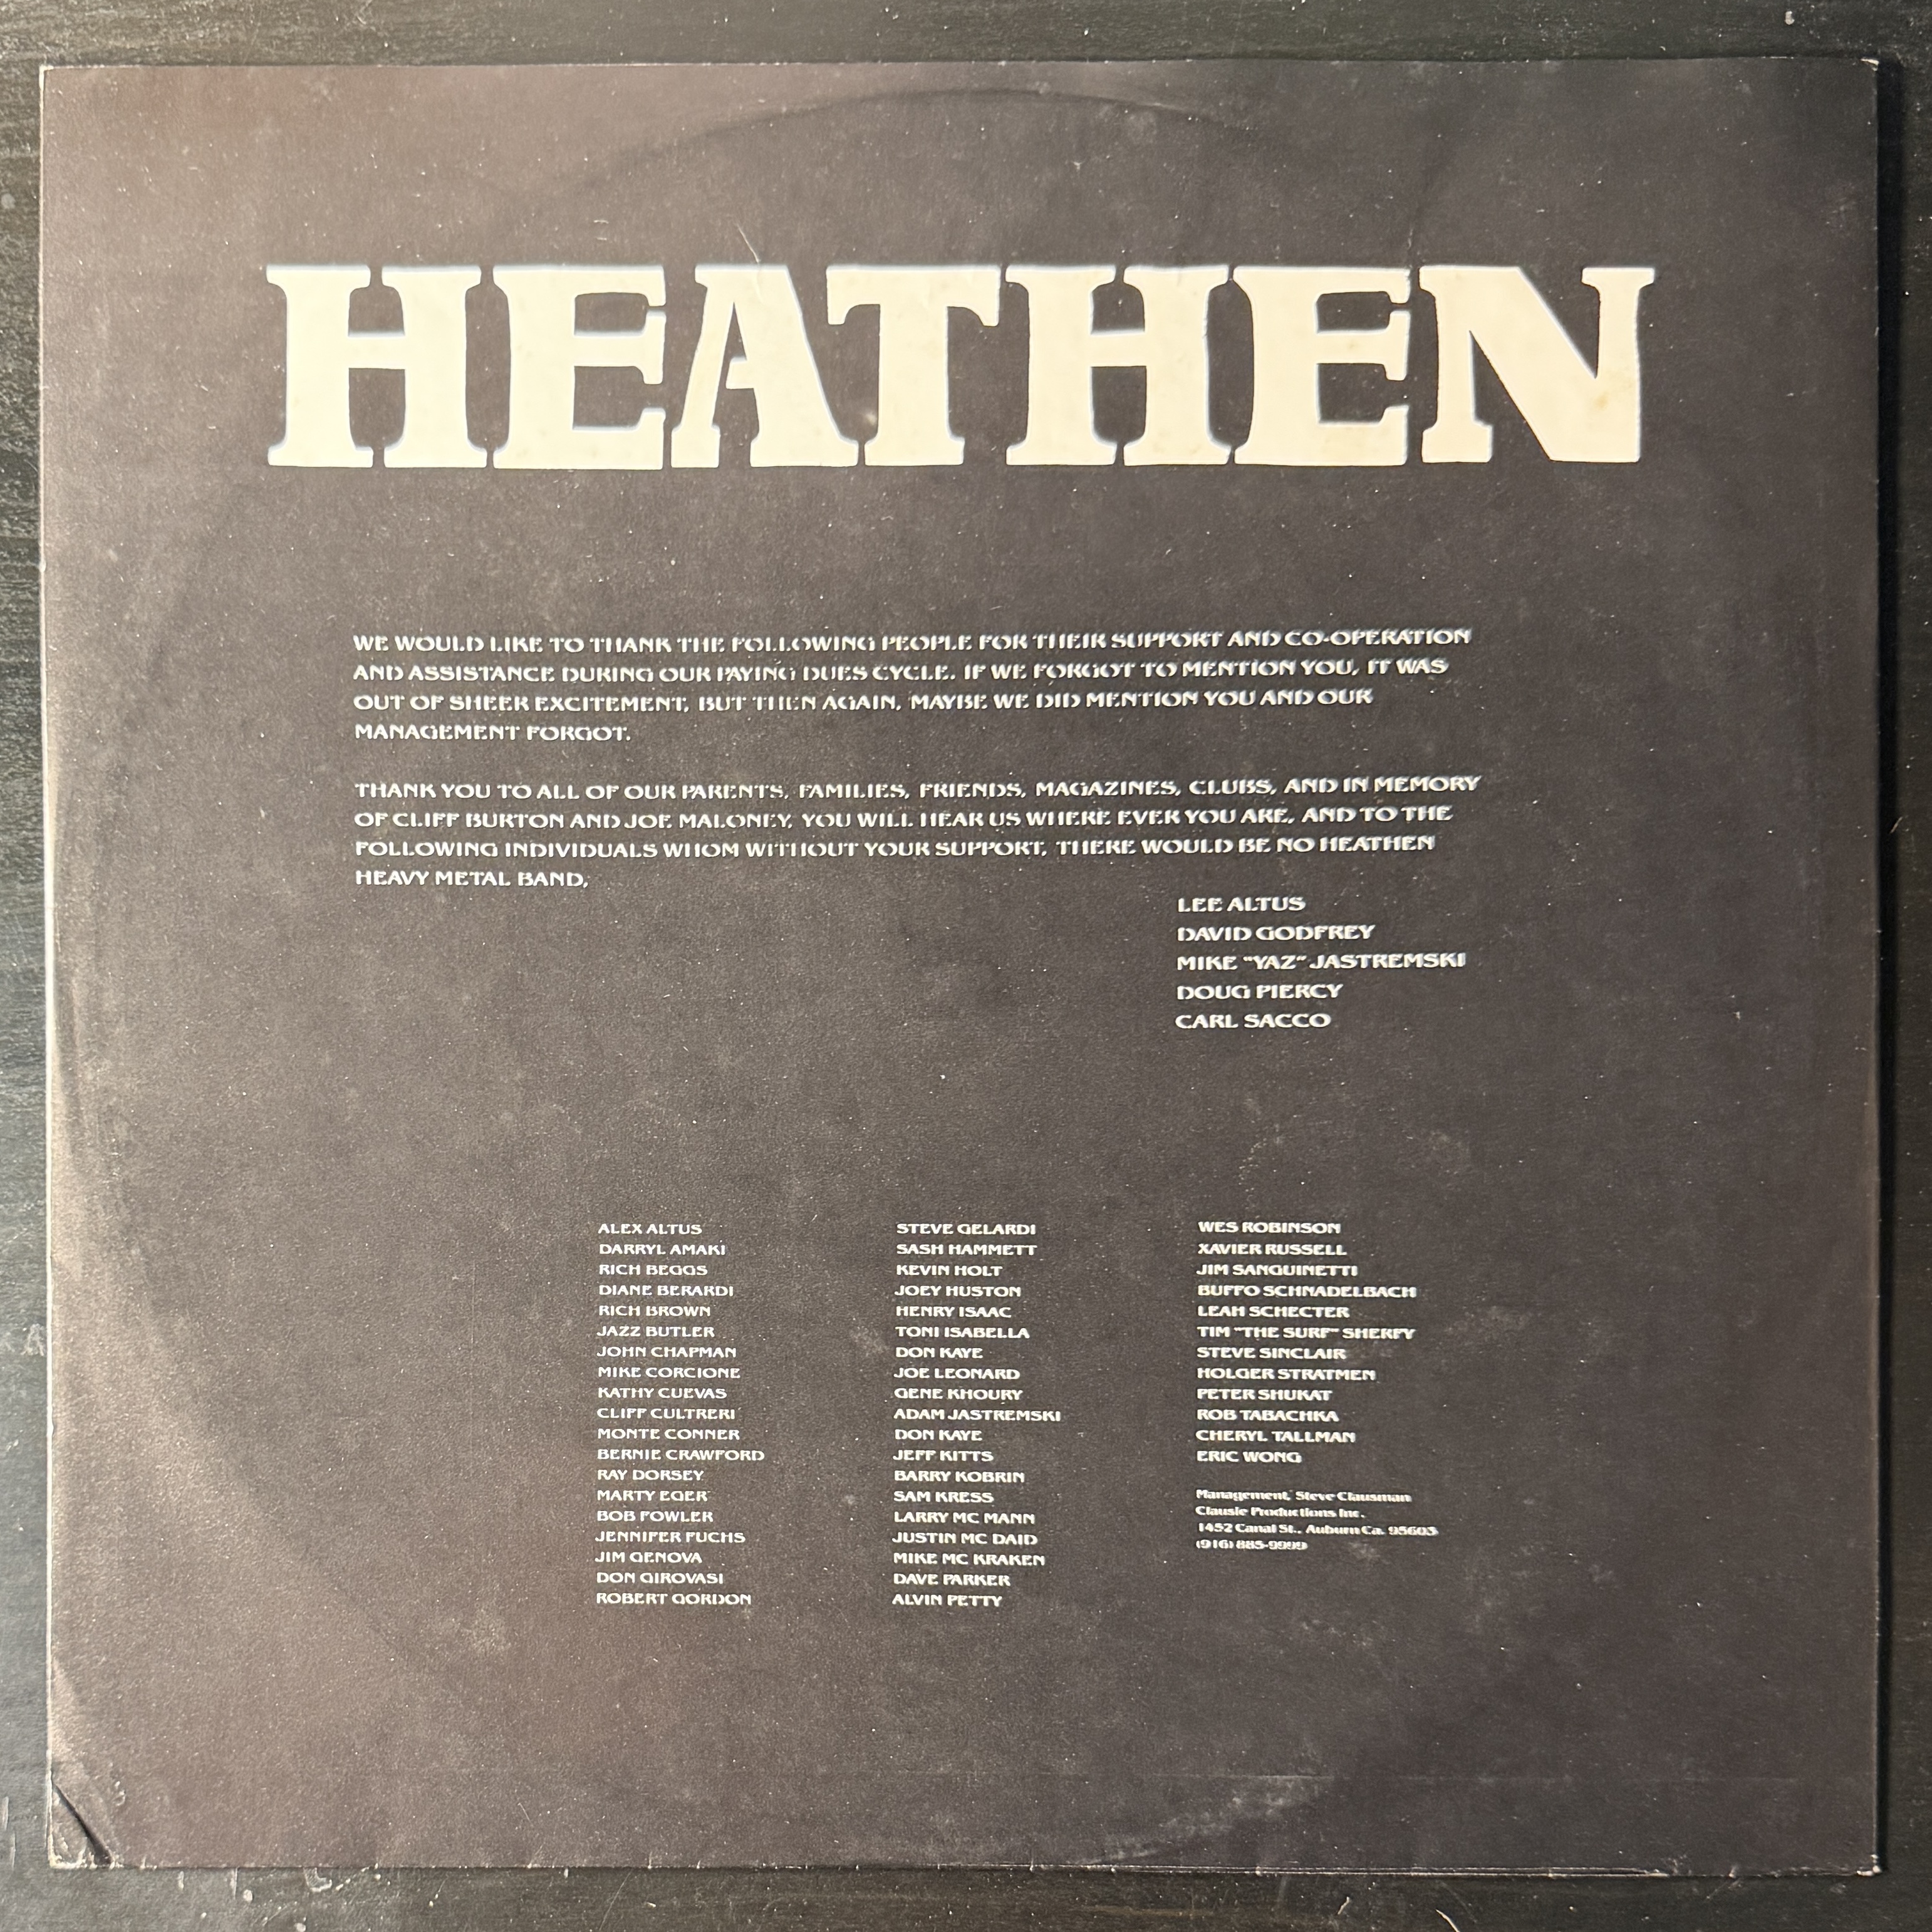 HEATHEN
WE WOULD LIKE TO THANK THE FOLLOWING PEOPLE FOR THEIR SUPPORT AND CO-OPERATION
AND ASSISTANCE DURING OUR PAYING DUES CYCLE. IF WE FORGOT TO MENTION YOU, IT WAS
OUT OF SHEER EXCITEMENT, BUT THEN AGAIN, MAYBE WE DID MENTION YOU AND OUR
MANAGEMENT FORGOT.
THANK YOU TO ALL OF OUR PARENTS, FAMILIES, FRIENDS, MAGAZINES, CLUBS, AND IN MEMORY
OF CLIFF BURTON AND JOE MALONEY, YOU WILL HEAR US WHERE EVER YOU ARE, AND TO THE
FOLLOWING INDIVIDUALS WHOM WITHOUT YOUR SUPPORT, THERE WOULD BE NO HEATHEN
HEAVY METAL BAND,
LEE ALTUS
DAVID GODFREY
MIKE "YAZ" JASTREMSKI
DOUG PIERCY
CARL SACCO
ALEX ALTUS
DARRYL AMAKI
RICH BEGGS
DIANE BERARDI
RICH BROWN
JAZZ BUTLER
JOHN CHAPMAN
MIKE CORCIONE
KATHY CUEVAS
CLIFF CULTRERI
MONTE CONNER
BERNIE CRAWFORD
RAY DORSEY
MARTY EGER
BOB FOWLER
JENNIFER FUCHS
JIM GENOVA
DON GIROVASI
ROBERT GORDON
STEVE GELARDI
SASH HAMMETT
KEVIN HOLT
JOEY HUSTON
HENRY ISAAC
TONI ISABELLA
DON KAYE
JOE LEONARD
GENE KHOURY
ADAM JASTREMSKI
DON KAYE
JEFF KITTS
BARRY KOBRIN
SAM KRESS
LARRY MC MANN
JUSTIN MC DAID
MIKE MC KRAKEN
DAVE PARKER
ALVIN PETTY
WES ROBINSON
XAVIER RUSSELL
JIM SANGUINETTI
BUFFO SCHNADELBACH
LEAH SCHECTER
TIM "THE SURF" SHERFY
STEVE SINCLAIR
HOLGER STRATMEN
PETER SHUKAT
ROB TABACHKA
CHERYL TALLMAN
ERIC WONG
Management, Steve Clausman
Clausie Productions Inc.
1452 Canal St., Auburn Ca. 95603
(916) 885-9999